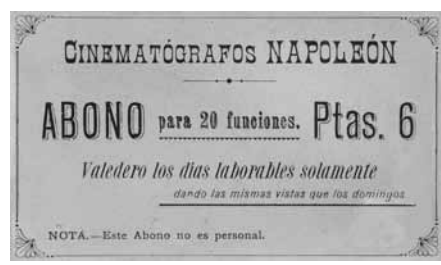 CINEMATÓGRAFOS NAPOLEÓN
ABONO para 20 funciones. Ptas. 6
Valedero los dias laborables solamente
dando las mismas vistas que los domingos
NOTA.—Este Abono no es personal.